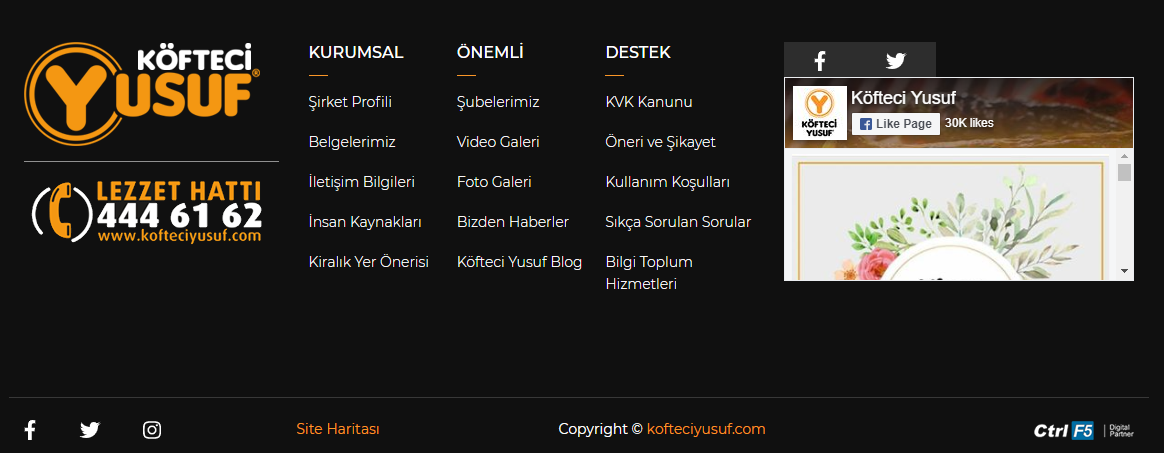 KÖFTECİ
YUSUF®
LEZZET HATTI
444 61 62
www.kofteciyusuf.com
KURUMSAL
Şirket Profili
Belgelerimiz
İletişim Bilgileri
İnsan Kaynakları
Kiralık Yer Önerisi
ÖNEMLİ
Şubelerimiz
Video Galeri
Foto Galeri
Bizden Haberler
Köfteci Yusuf Blog
DESTEK
KVK Kanunu
Öneri ve Şikayet
Kullanım Koşulları
Sıkça Sorulan Sorular
Bilgi Toplum
Hizmetleri
KÖFTECİ
YUSUF
Köfteci Yusuf
Like Page
30K likes
Site Haritası
Copyright © kofteciyusuf.com
Ctrl F5
Digital
Partner